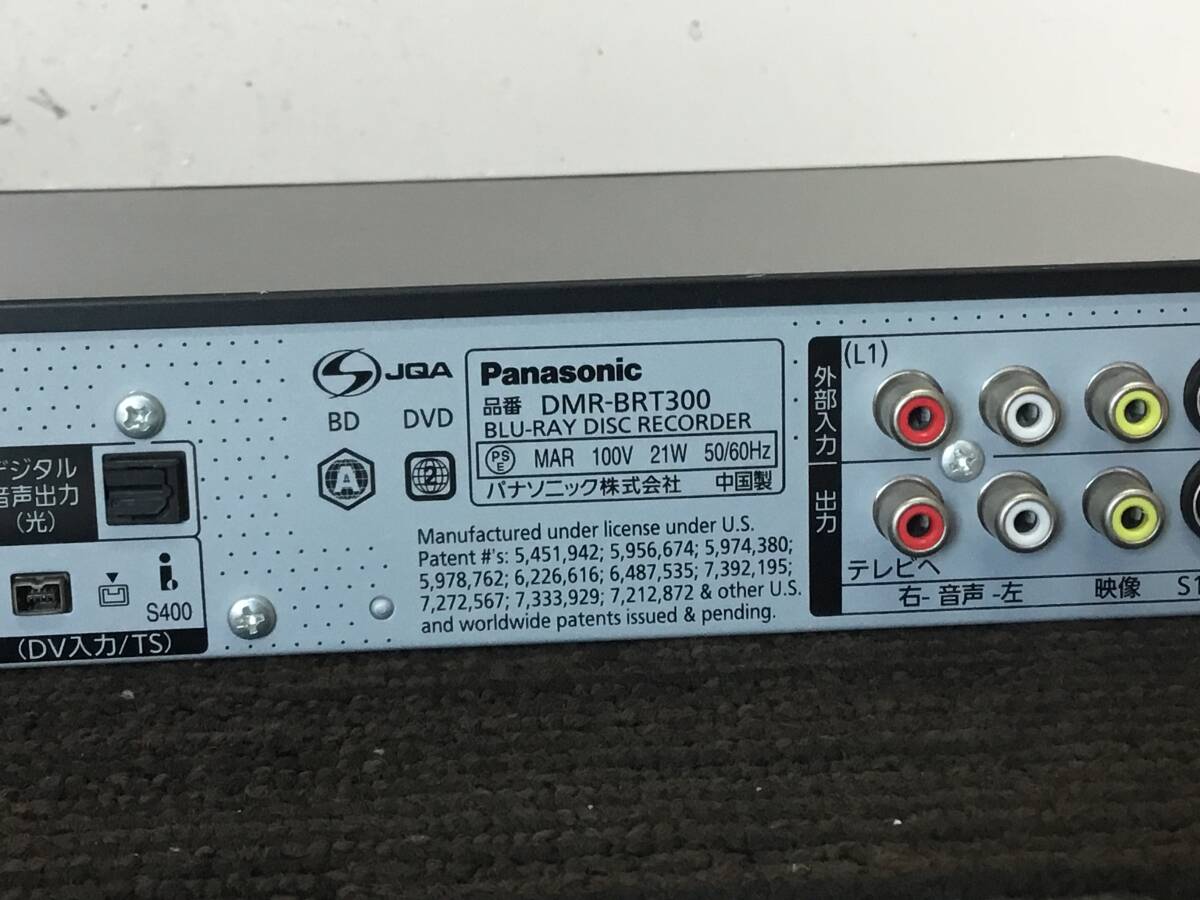 JQA
BD DVD
A 2
Panasonic
品番 DMR-BRT300
BLU-RAY DISC RECORDER
PSE MAR 100V 21W 50/60Hz
パナソニック株式会社 中国製
Manufactured under license under U.S.
Patent #'s: 5,451,942; 5,956,674; 5,974,380;
5,978,762; 6,226,616; 6,487,535; 7,392,195;
7,272,567; 7,333,929; 7,212,872 & other U.S.
and worldwide patents issued & pending.
デジタル
音声出力
(光)
i
S400
(DV入力/TS)
(L1)
外部入力
出力
テレビへ
右- 音声 -左 映像